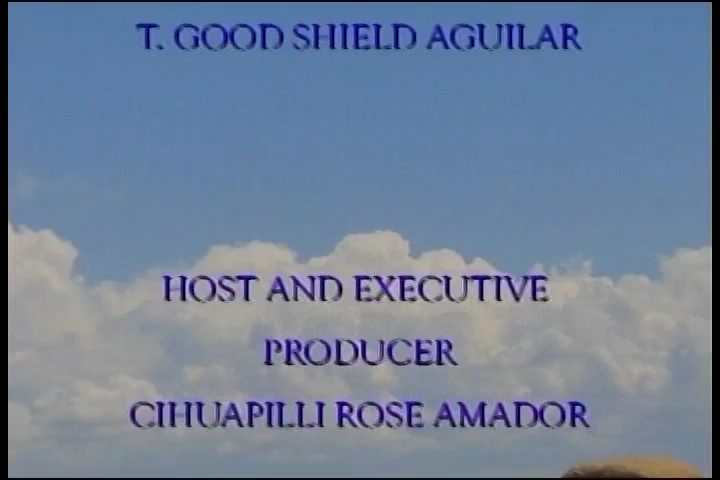 T. GOOD SHIELD AGUILAR
HOST AND EXECUTIVE
PRODUCER
CIHUAPILLI ROSE AMADOR